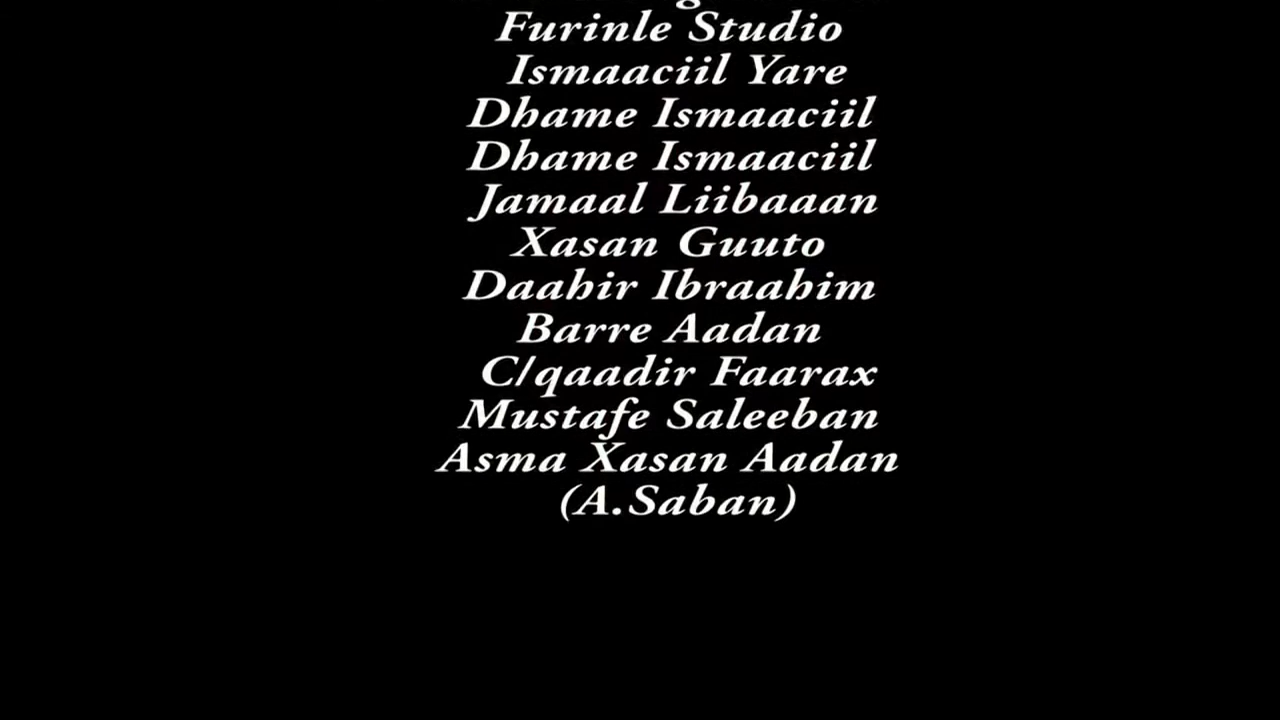 Furinle Studio
Ismaaciil Yare
Dhame Ismaaciil
Dhame Ismaaciil
Jamaal Liibaaan
Xasan Guuto
Daahir Ibraahim
Barre Aadan
C/qaadir Faarax
Mustafe Saleeban
Asma Xasan Aadan
(A.Saban)